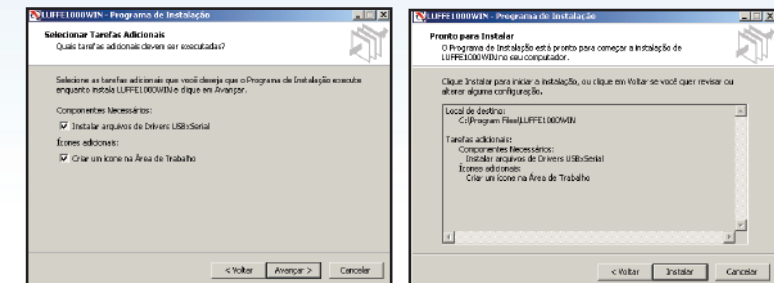 LUFFE1000WIN - Programa de Instalação
Selecionar Tarefas Adicionais
Quais tarefas adicionais devem ser executadas?
Selecione as tarefas adicionais que você deseja que o Programa de Instalação execute
enquanto instala LUFFE1000WIN e clique em Avançar.
Componentes Necessários:
Instalar arquivos de Drivers USBxSerial
Ícones adicionais:
Criar um ícone na Área de Trabalho
< Voltar
Avançar >
Cancelar
LUFFE1000WIN - Programa de Instalação
Pronto para Instalar
O Programa de Instalação está pronto para começar a instalação de
LUFFE1000WIN no seu computador.
Clique Instalar para iniciar a instalação, ou clique em Voltar se você quer revisar ou
alterar alguma configuração.
Local de destino:
C:\Program Files\LUFFE1000WIN
Tarefas adicionais:
Componentes Necessários:
Instalar arquivos de Drivers USBxSerial
Ícones adicionais:
Criar um ícone na Área de Trabalho
< Voltar
Instalar
Cancelar